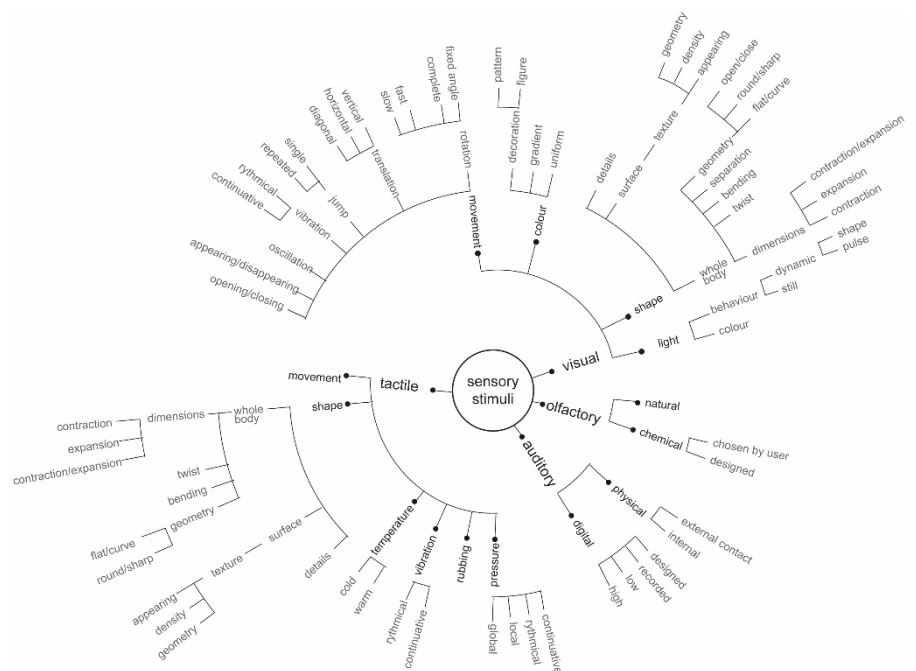 sensory
stimuli
visual
movement
rotation
fixed angle
complete
fast
slow
translation
vertical
horizontal
diagonal
jump
single
repeated
vibration
rythmical
continuative
oscillation
appearing/disappearing
opening/closing
colour
decoration
pattern
figure
gradient
uniform
shape
details
surface
texture
geometry
density
appearing
whole
body
geometry
open/close
round/sharp
flat/curve
separation
bending
twist
dimensions
contraction/expansion
expansion
contraction
light
behaviour
dynamic
shape
pulse
still
colour
olfactory
natural
chemical
chosen by user
designed
auditory
physical
external contact
internal
digital
designed
recorded
low
high
tactile
movement
shape
whole
body
dimensions
contraction
expansion
contraction/expansion
twist
bending
geometry
flat/curve
round/sharp
surface
texture
appearing
density
geometry
details
temperature
cold
warm
vibration
rythmical
continuative
rubbing
pressure
global
local
rythmical
continuative